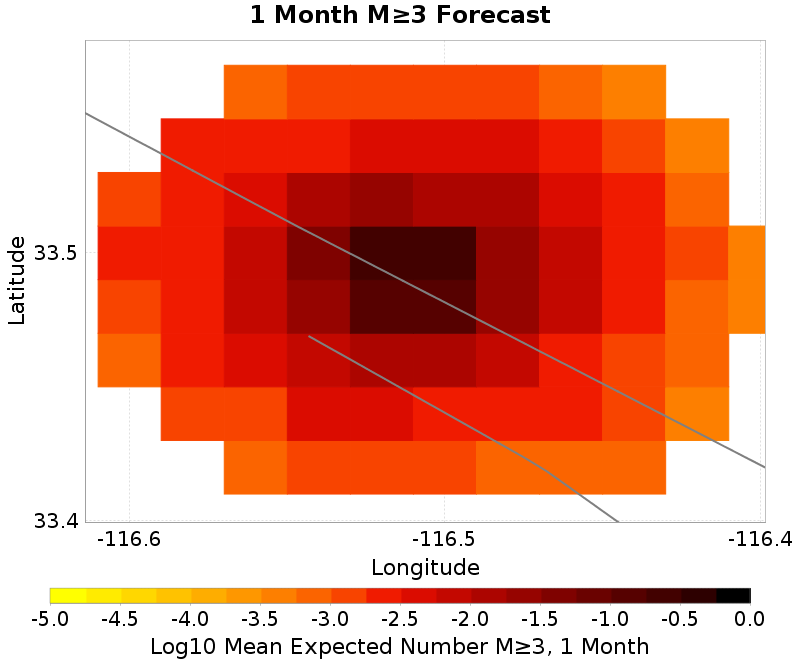 1 Month M≥3 Forecast
Latitude
33.5
33.4
-116.6 -116.5 -116.4
Longitude
-5.0 -4.5 -4.0 -3.5 -3.0 -2.5 -2.0 -1.5 -1.0 -0.5 0.0
Log10 Mean Expected Number M≥3, 1 Month